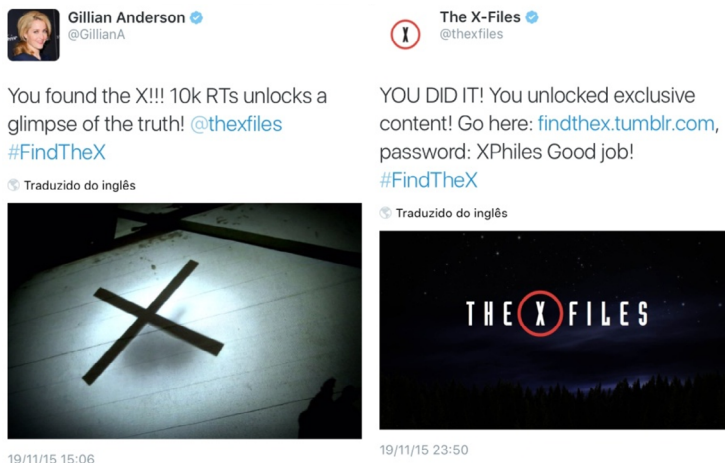 Gillian Anderson
@GillianA
You found the X!!! 10k RTs unlocks a
glimpse of the truth! @thexfiles
#FindTheX
Traduzido do inglês
19/11/15 15:06
The X-Files
@thexfiles
YOU DID IT! You unlocked exclusive
content! Go here: findthex.tumblr.com,
password: XPhiles Good job!
#FindTheX
Traduzido do inglês
THE X FILES
19/11/15 23:50